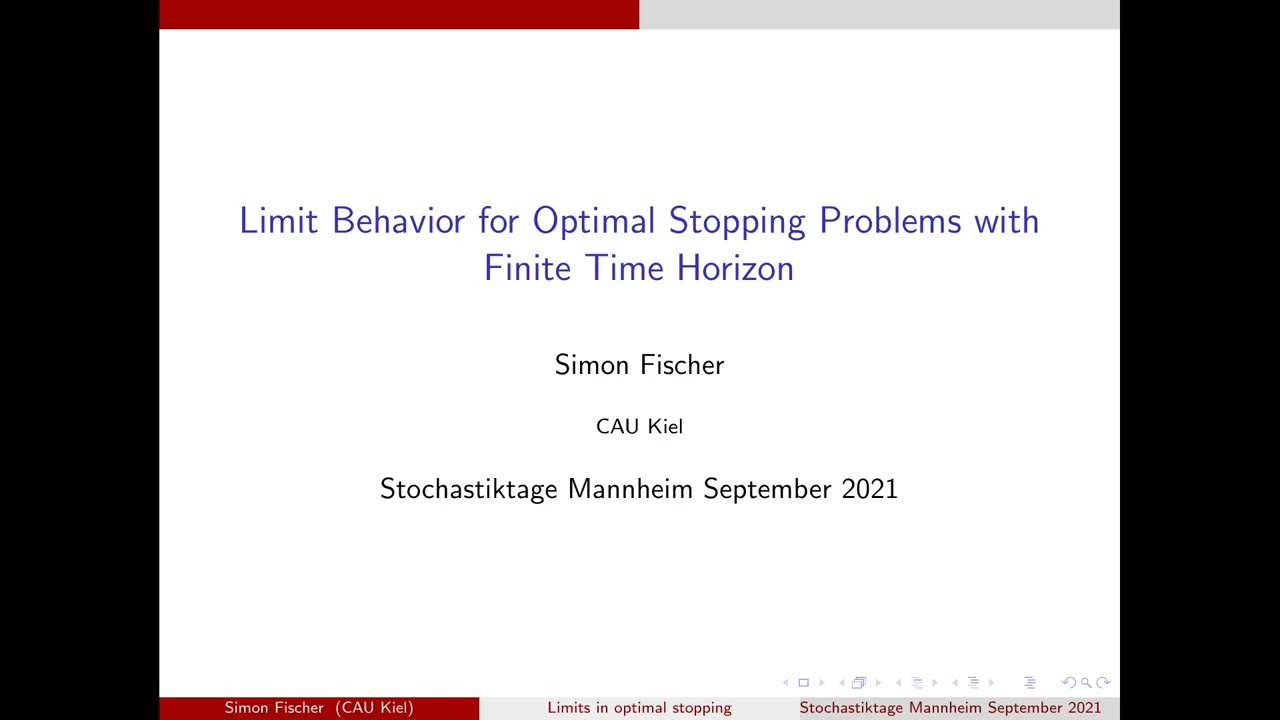 Limit Behavior for Optimal Stopping Problems with
Finite Time Horizon
Simon Fischer
CAU Kiel
Stochastiktage Mannheim September 2021
Simon Fischer (CAU Kiel)
Limits in optimal stopping
Stochastiktage Mannheim September 2021